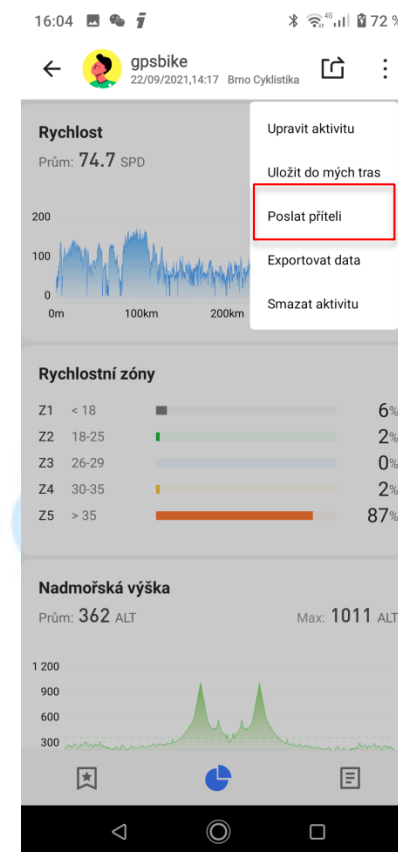 16:04 4G 72 %
gpsbike
22/09/2021,14:17 Brno Cyklistika
Rychlost
Prům: 74.7 SPD
Upravit aktivitu
Uložit do mých tras
Poslat příteli
Exportovat data
Smazat aktivitu
200
100
0
0m 100km 200km
Rychlostní zóny
Z1 < 18 6%
Z2 18-25 2%
Z3 26-29 0%
Z4 30-35 2%
Z5 > 35 87%
Nadmořská výška
Prům: 362 ALT Max: 1011 ALT
1 200
900
600
300